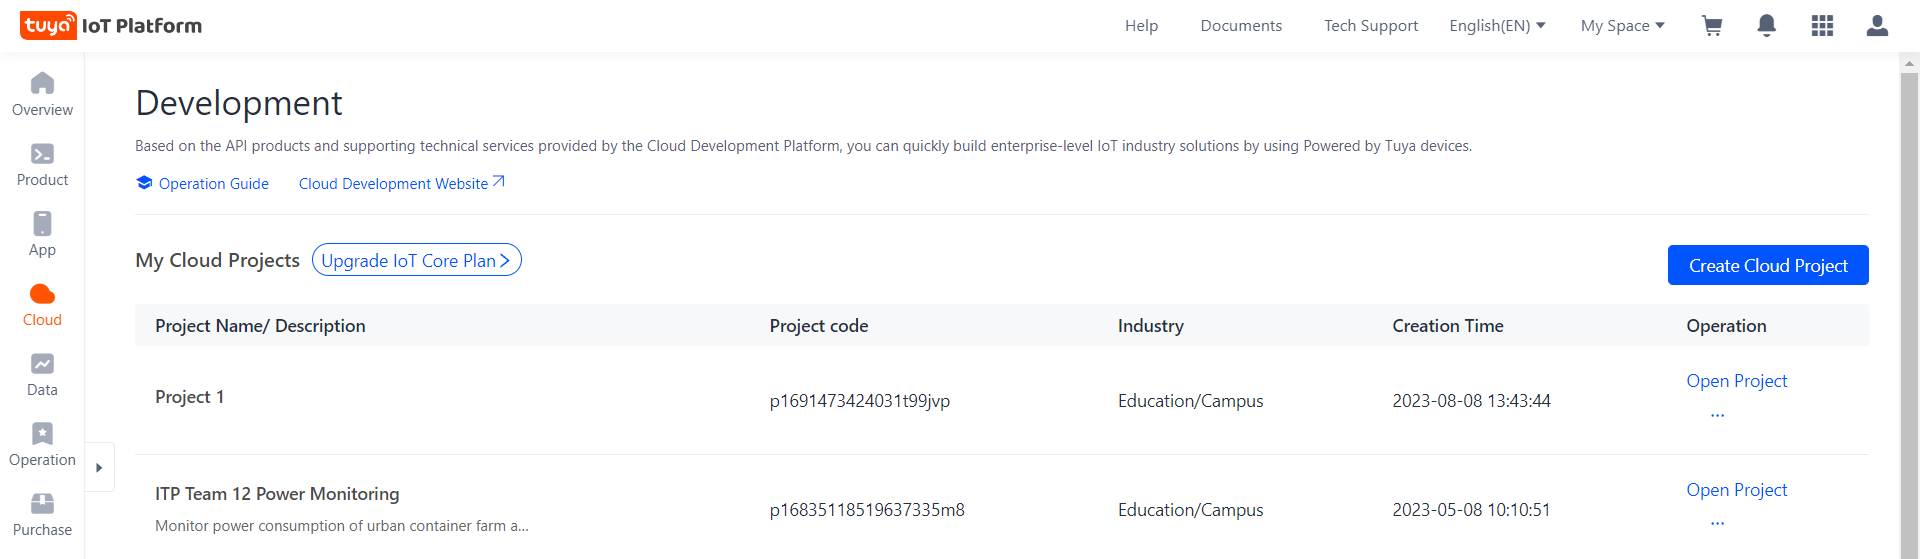 tuya IoT Platform
Help Documents Tech Support English(EN) My Space
Overview
Product
App
Cloud
Data
Operation
Purchase
Development
Based on the API products and supporting technical services provided by the Cloud Development Platform, you can quickly build enterprise-level IoT industry solutions by using Powered by Tuya devices.
Operation Guide Cloud Development Website
My Cloud Projects Upgrade IoT Core Plan
Create Cloud Project
Project Name/ Description Project code Industry Creation Time Operation
Project 1 p1691473424031t99jvp Education/Campus 2023-08-08 13:43:44 Open Project
...
ITP Team 12 Power Monitoring p16835118519637335m8 Education/Campus 2023-05-08 10:10:51 Open Project
Monitor power consumption of urban container farm a...
...